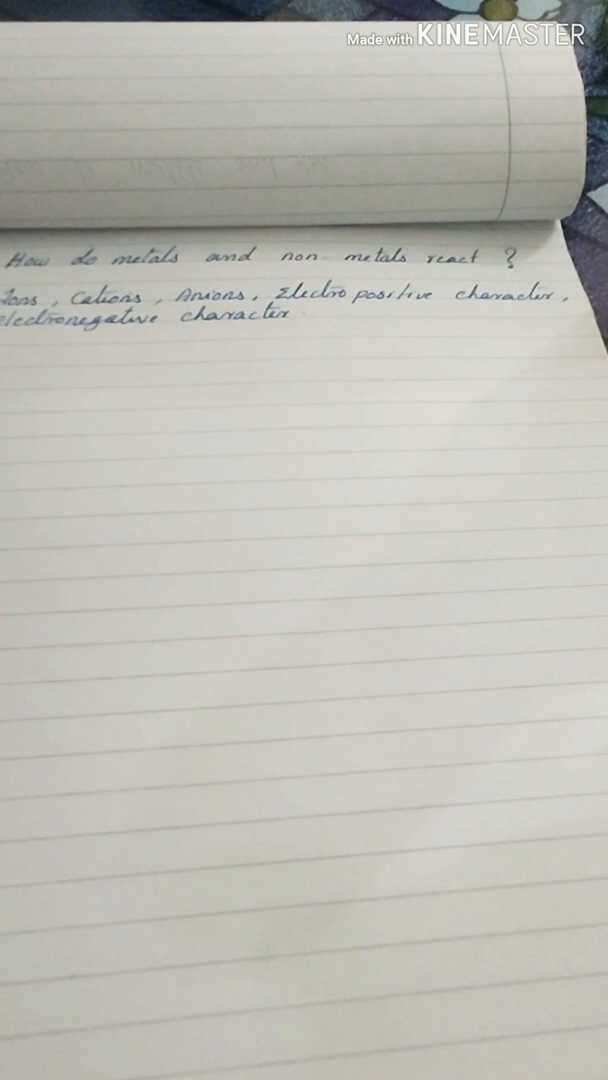 Made with KINEMASTER
How do metals and non-metals react ?
Ions, Cations, Anions, Electropositive character,
electronegative character